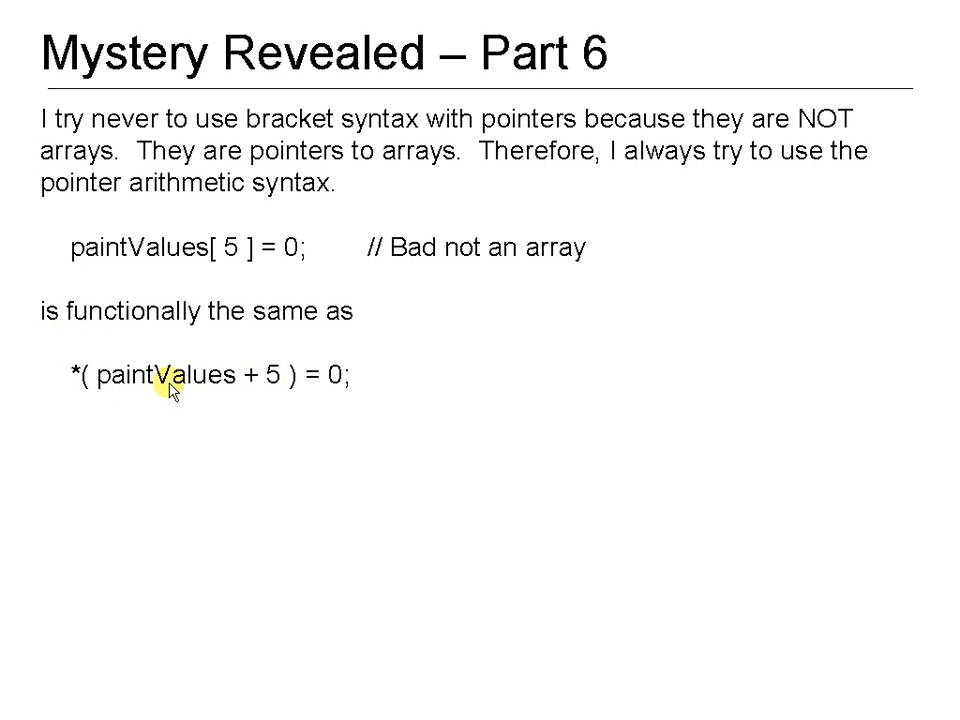 Mystery Revealed – Part 6
I try never to use bracket syntax with pointers because they are NOT
arrays.  They are pointers to arrays.  Therefore, I always try to use the
pointer arithmetic syntax.
paintValues[ 5 ] = 0;        // Bad not an array
is functionally the same as
*( paintValues + 5 ) = 0;